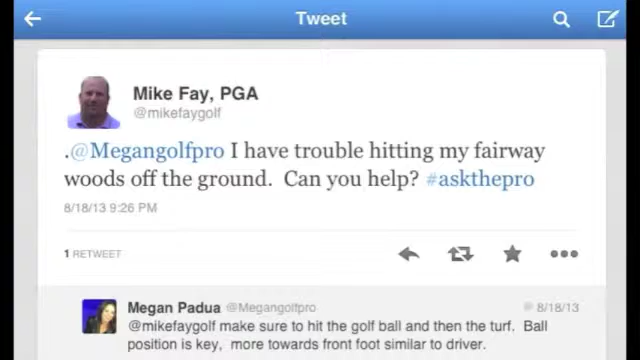 Tweet
Mike Fay, PGA
@mikefaygolf
.@Megangolfpro I have trouble hitting my fairway
woods off the ground. Can you help? #askthepro
8/18/13 9:26 PM
1 RETWEET
Megan Padua @Megangolfpro 8/18/13
@mikefaygolf make sure to hit the golf ball and then the turf. Ball
position is key, more towards front foot similar to driver.